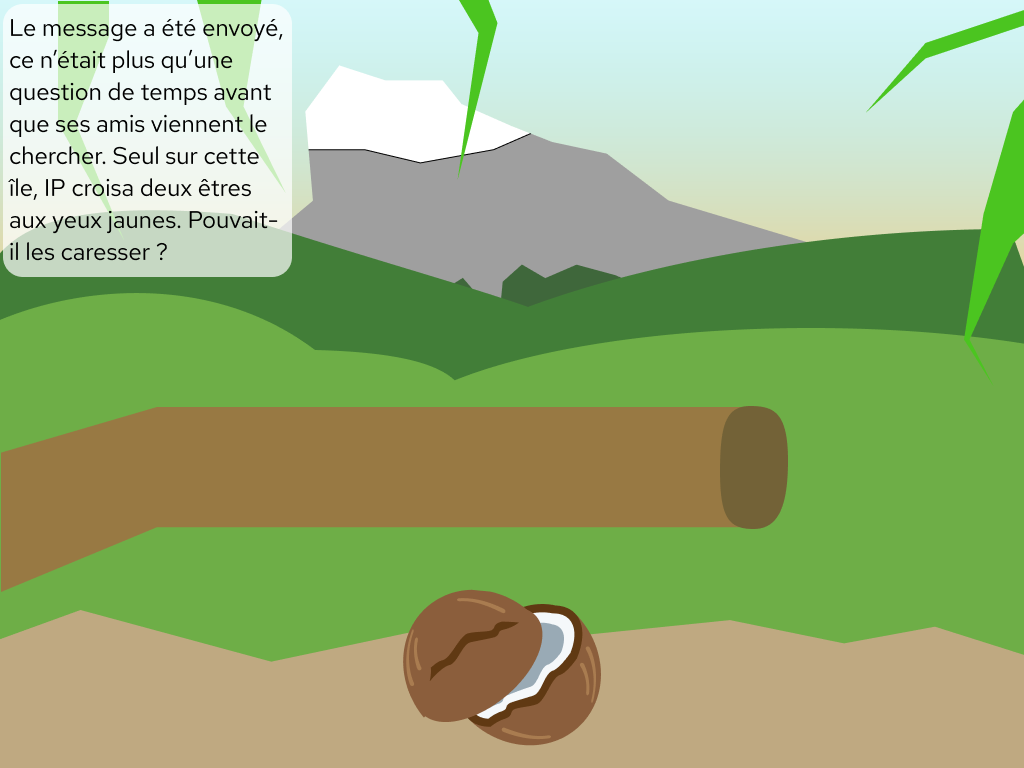 Le message a été envoyé,
ce n’était plus qu’une
question de temps avant
que ses amis viennent le
chercher. Seul sur cette
île, IP croisa deux êtres
aux yeux jaunes. Pouvait-
il les caresser ?